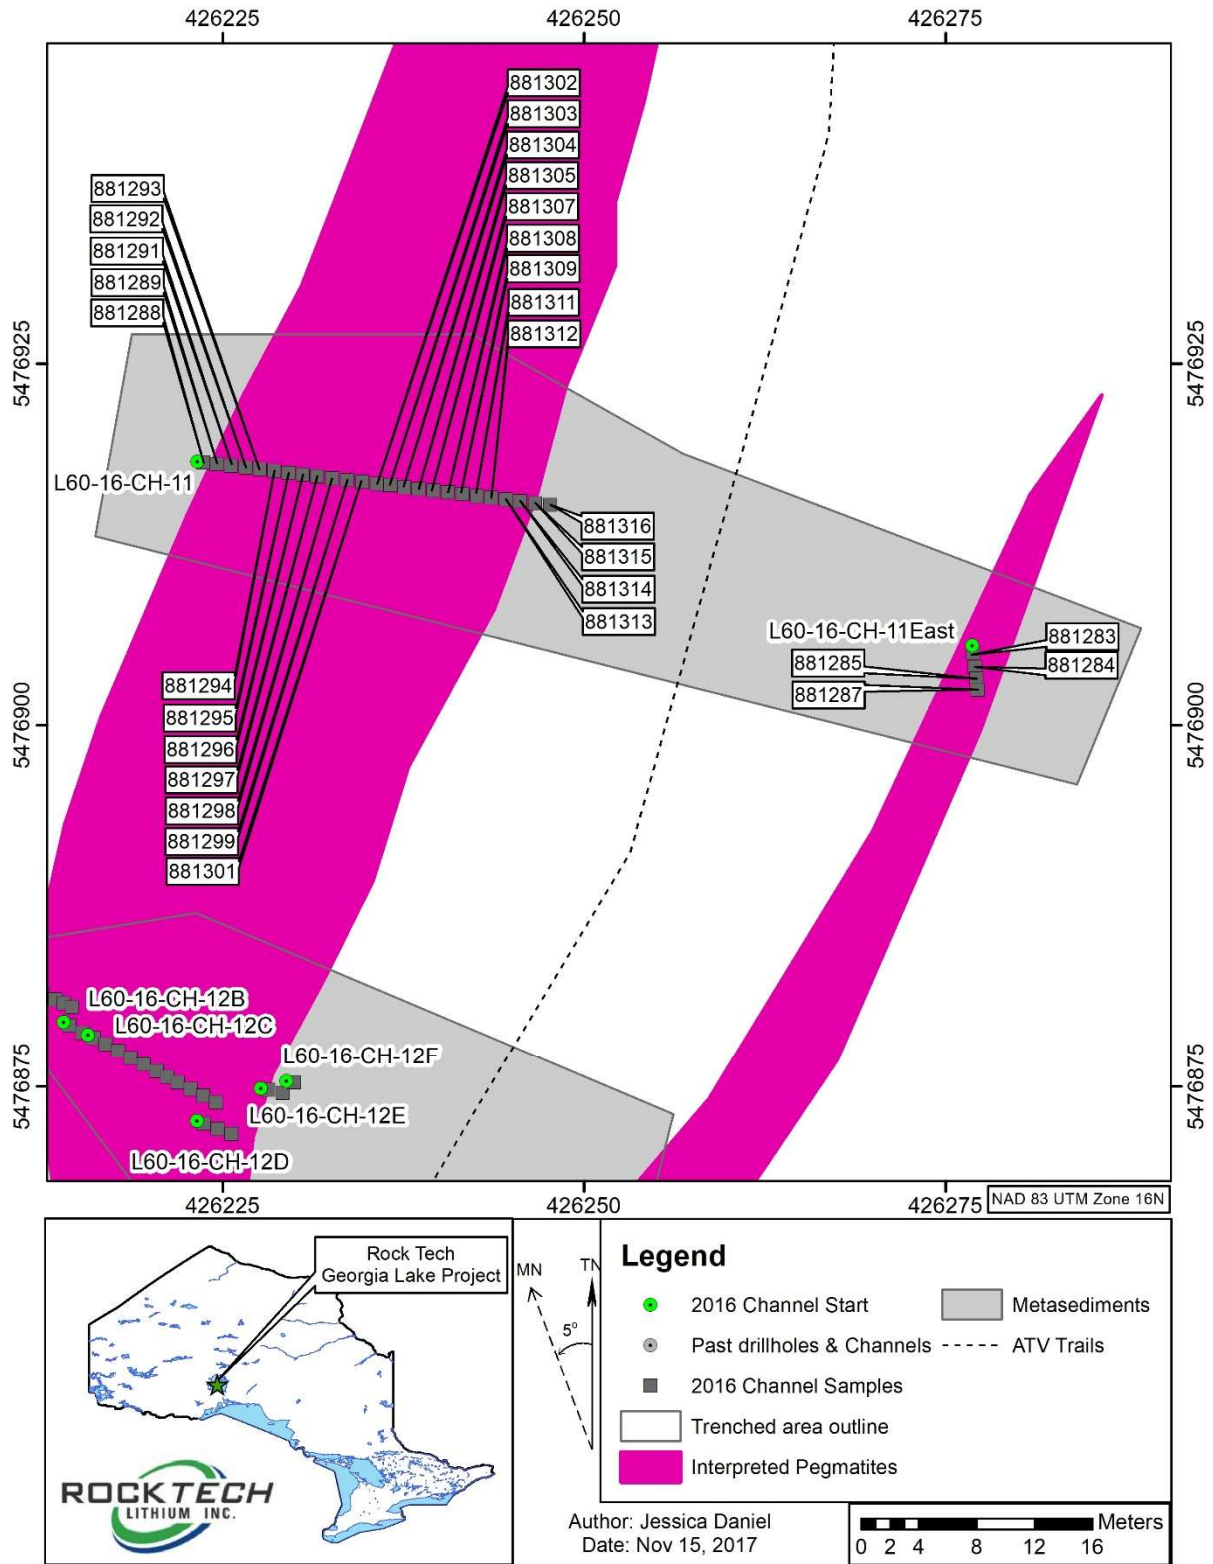 426225
426250
426275
881302
881303
881304
881305
881307
881308
881309
881311
881312
881293
881292
881291
881289
881288
5476925
5476925
L60-16-CH-11
881316
881315
881314
881313
L60-16-CH-11East
881283
881284
881285
881287
881294
881295
881296
881297
881298
881299
881301
5476900
5476900
L60-16-CH-12B
L60-16-CH-12C
L60-16-CH-12F
L60-16-CH-12E
L60-16-CH-12D
5476875
5476875
426225
426250
426275
NAD 83 UTM Zone 16N
Rock Tech
Georgia Lake Project
ROCKTECH
LITHIUM INC.
MN
TN
5°
Legend
2016 Channel Start
Past drillholes & Channels
2016 Channel Samples
Trenched area outline
Interpreted Pegmatites
Metasediments
ATV Trails
Author: Jessica Daniel
Date: Nov 15, 2017
Meters
0 2 4 8 12 16